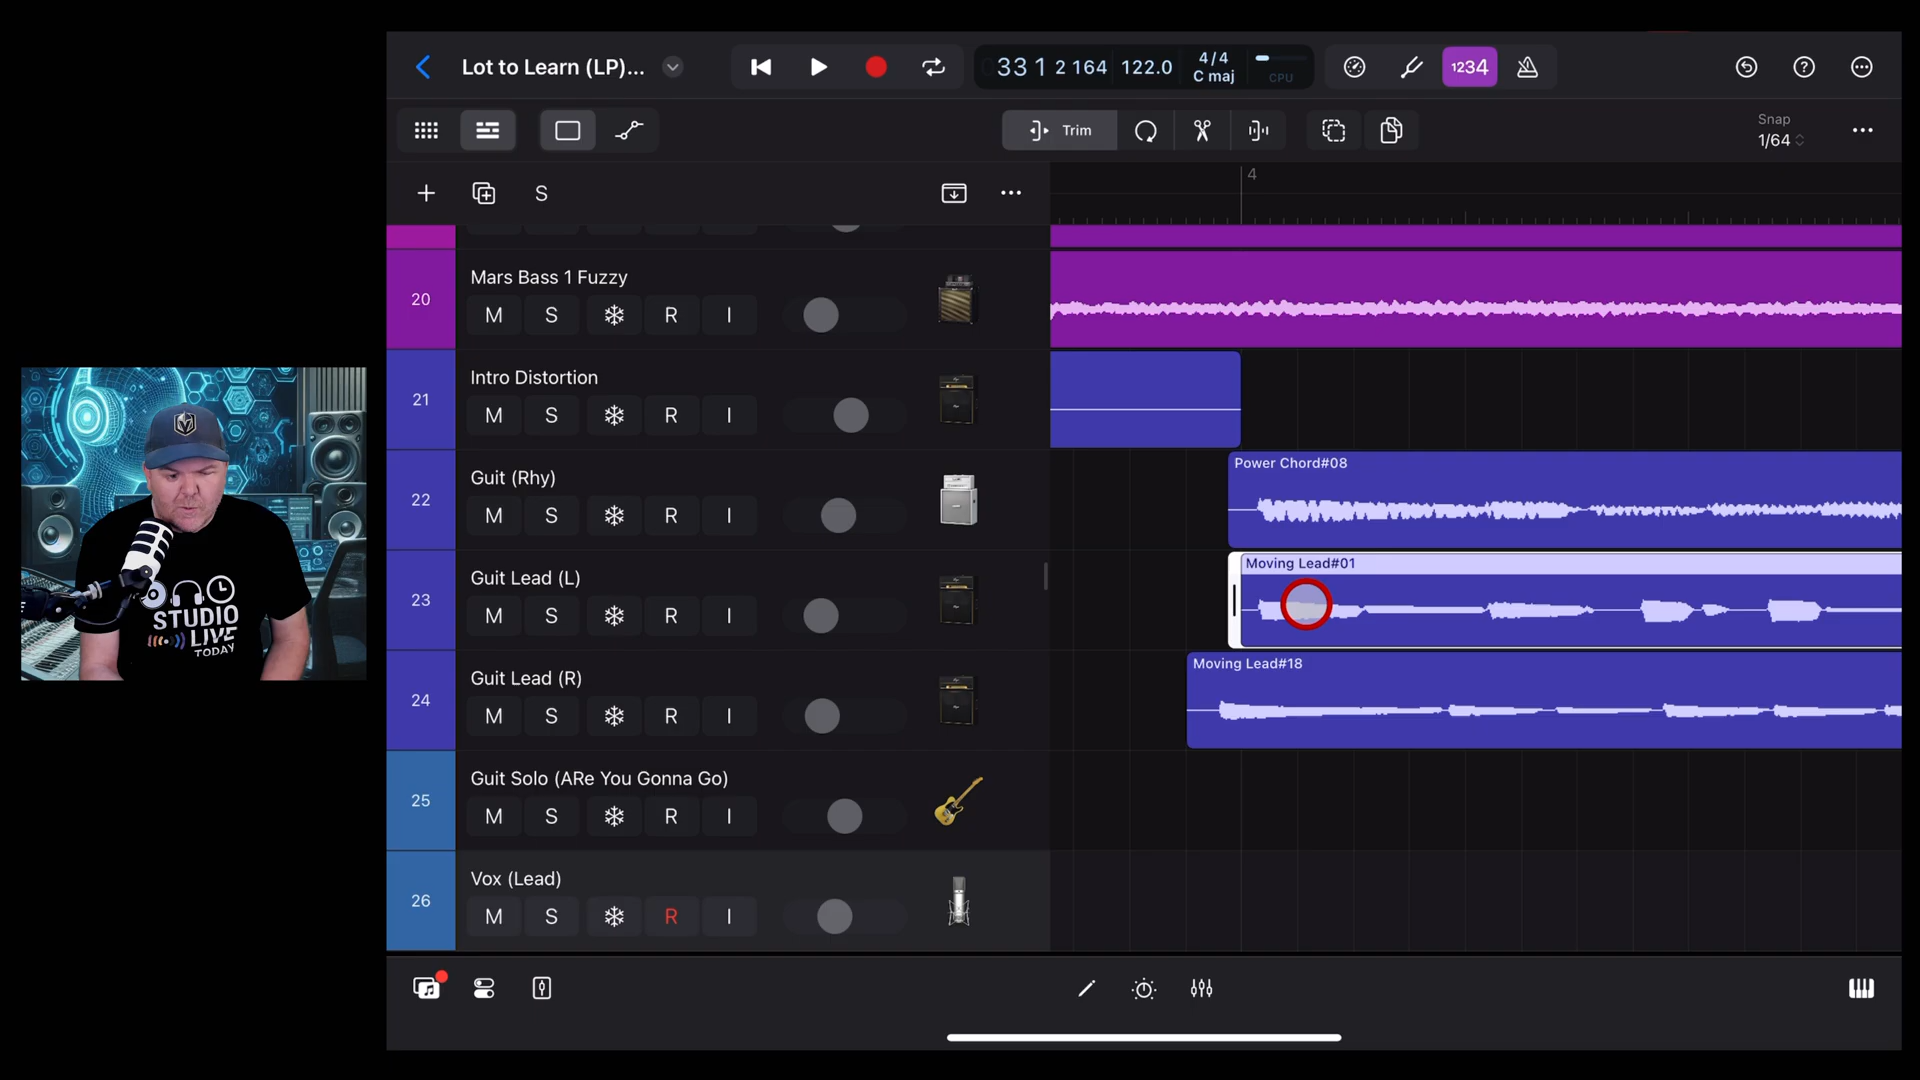 Lot to Learn (LP)...
33 1 2 164
122.0
4/4
C maj
CPU
1234
Trim
Snap
1/64
S
4
20
Mars Bass 1 Fuzzy
M S R I
21
Intro Distortion
M S R I
22
Guit (Rhy)
M S R I
Power Chord#08
23
Guit Lead (L)
M S R I
Moving Lead#01
24
Guit Lead (R)
M S R I
Moving Lead#18
25
Guit Solo (ARe You Gonna Go)
M S R I
26
Vox (Lead)
M S R I
STUDIO
LIVE
TODAY